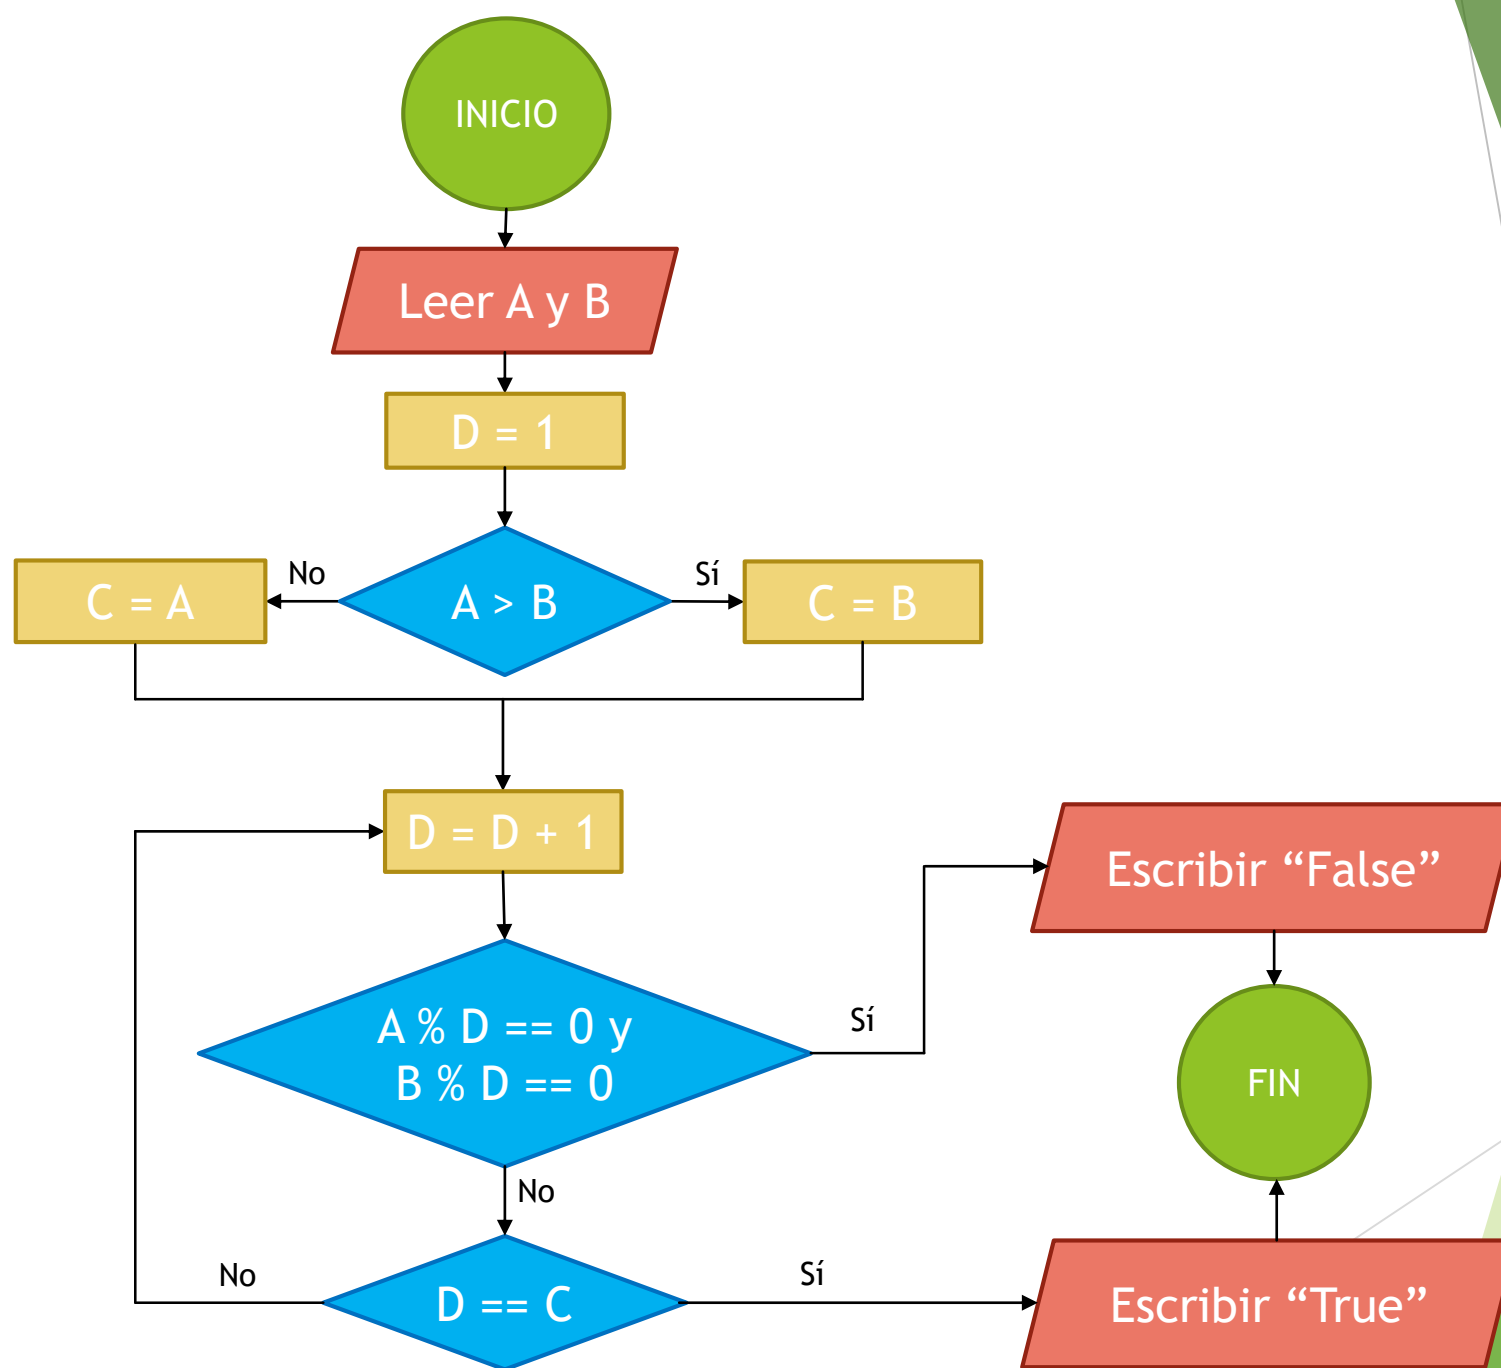 INICIO
Leer A y B
D = 1
No
Sí
C = A
A > B
C = B
D = D + 1
Escribir “False”
A % D == 0 y
B % D == 0
Sí
FIN
No
No
Sí
D == C
Escribir “True”